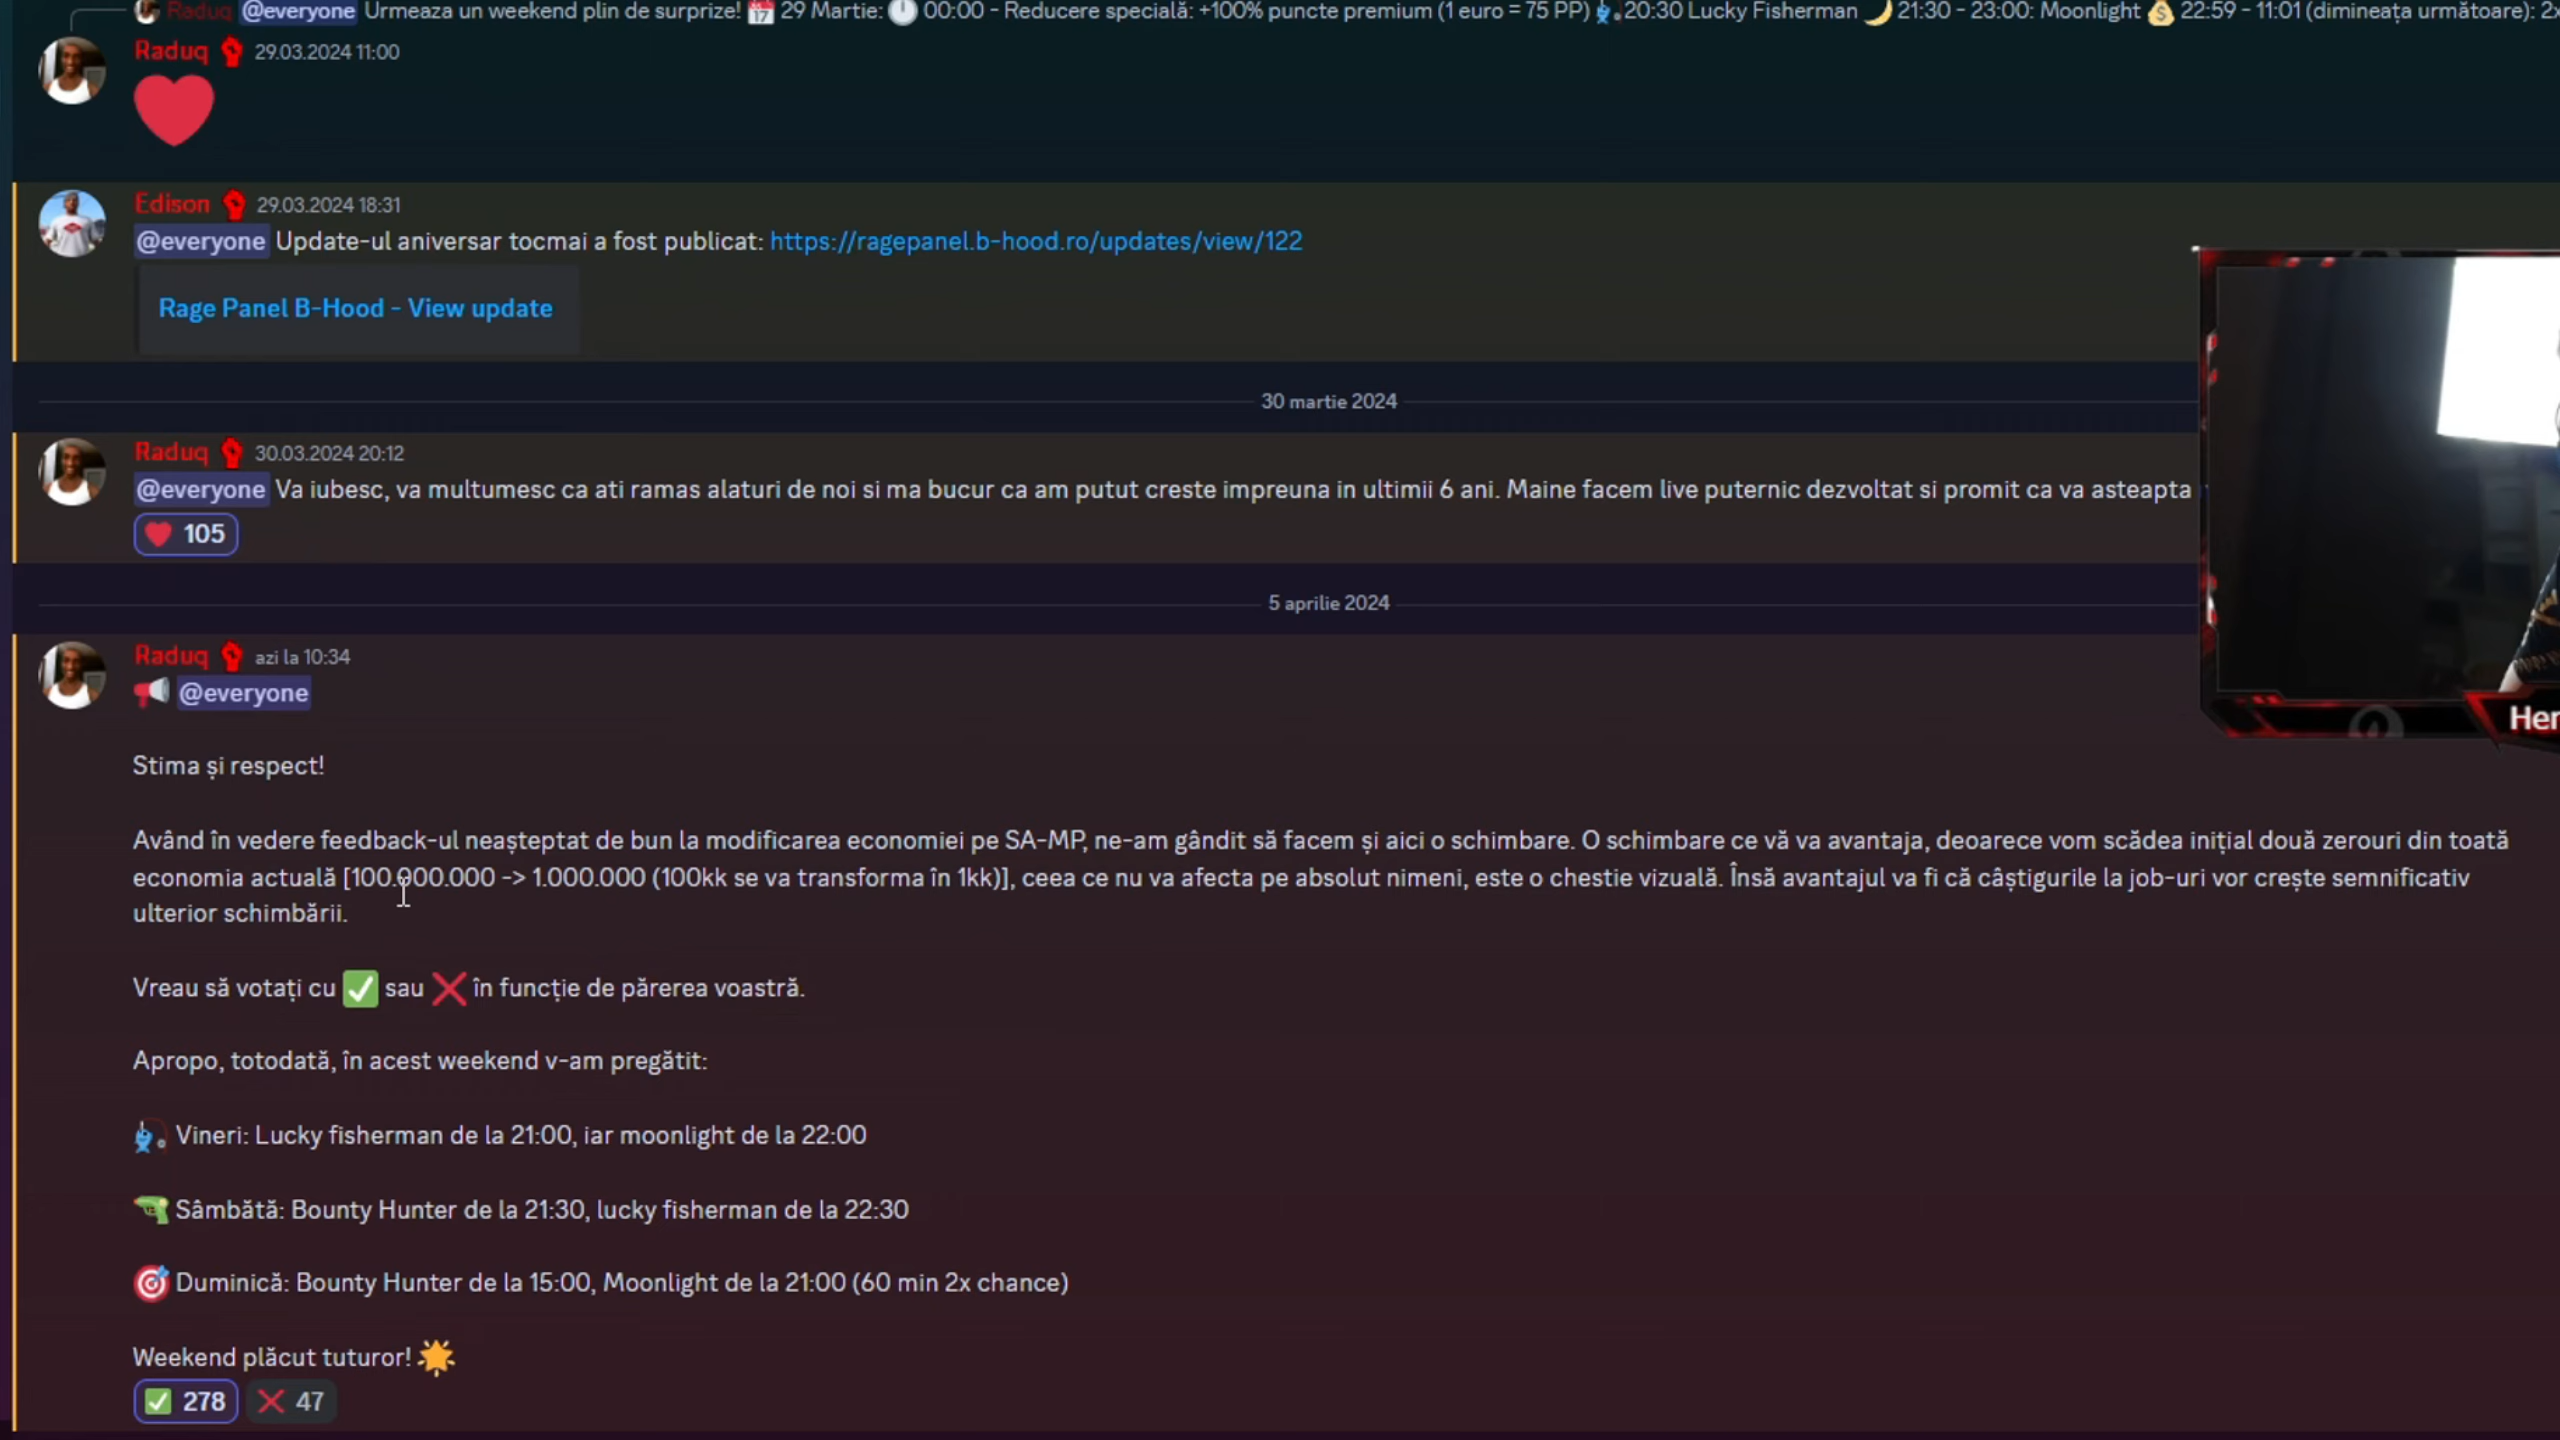 Raduq @everyone Urmeaza un weekend plin de surprize! 📅 29 Martie: 🕛 00:00 - Reducere specială: +100% puncte premium (1 euro = 75 PP) 🎣 20:30 Lucky Fisherman 🌙 21:30 - 23:00: Moonlight 💰 22:59 - 11:01 (dimineața următoare): 2x
Raduq 29.03.2024 11:00
❤️
Edison 29.03.2024 18:31
@everyone Update-ul aniversar tocmai a fost publicat: https://ragepanel.b-hood.ro/updates/view/122
Rage Panel B-Hood - View update
30 martie 2024
Raduq 30.03.2024 20:12
@everyone Va iubesc, va multumesc ca ati ramas alaturi de noi si ma bucur ca am putut creste impreuna in ultimii 6 ani. Maine facem live puternic dezvoltat si promit ca va asteapta
❤️ 105
5 aprilie 2024
Raduq azi la 10:34
📣 @everyone
Stima și respect!
Având în vedere feedback-ul neașteptat de bun la modificarea economiei pe SA-MP, ne-am gândit să facem și aici o schimbare. O schimbare ce vă va avantaja, deoarece vom scădea inițial două zerouri din toată
economia actuală [100.000.000 -> 1.000.000 (100kk se va transforma în 1kk)], ceea ce nu va afecta pe absolut nimeni, este o chestie vizuală. Însă avantajul va fi că câștigurile la job-uri vor crește semnificativ
ulterior schimbării.
Vreau să votați cu ✅ sau ❌ în funcție de părerea voastră.
Apropo, totodată, în acest weekend v-am pregătit:
🎣 Vineri: Lucky fisherman de la 21:00, iar moonlight de la 22:00
🔫 Sâmbătă: Bounty Hunter de la 21:30, lucky fisherman de la 22:30
🎯 Duminică: Bounty Hunter de la 15:00, Moonlight de la 21:00 (60 min 2x chance)
Weekend plăcut tuturor! 🌟
✅ 278 ❌ 47